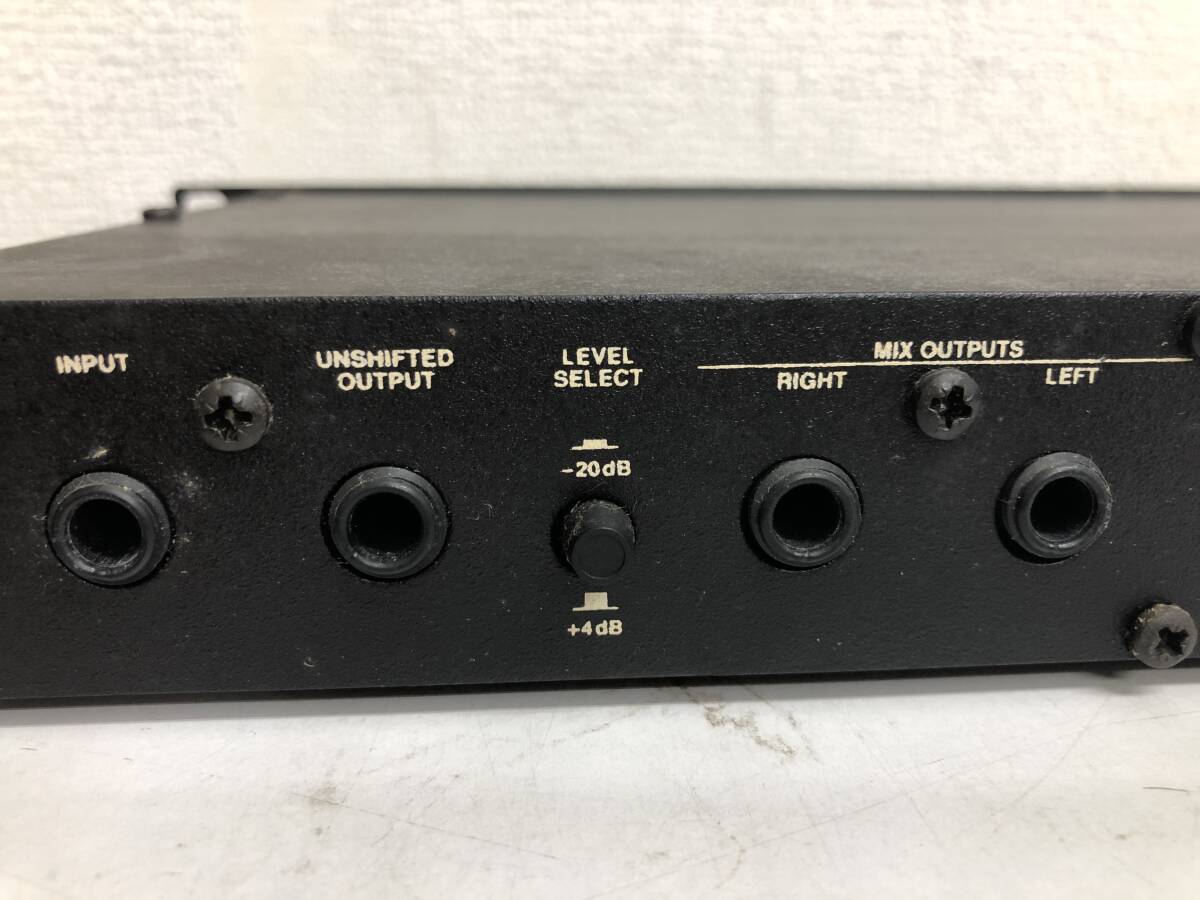 INPUT
UNSHIFTED
OUTPUT
LEVEL
SELECT
-20dB
+4dB
MIX OUTPUTS
RIGHT
LEFT